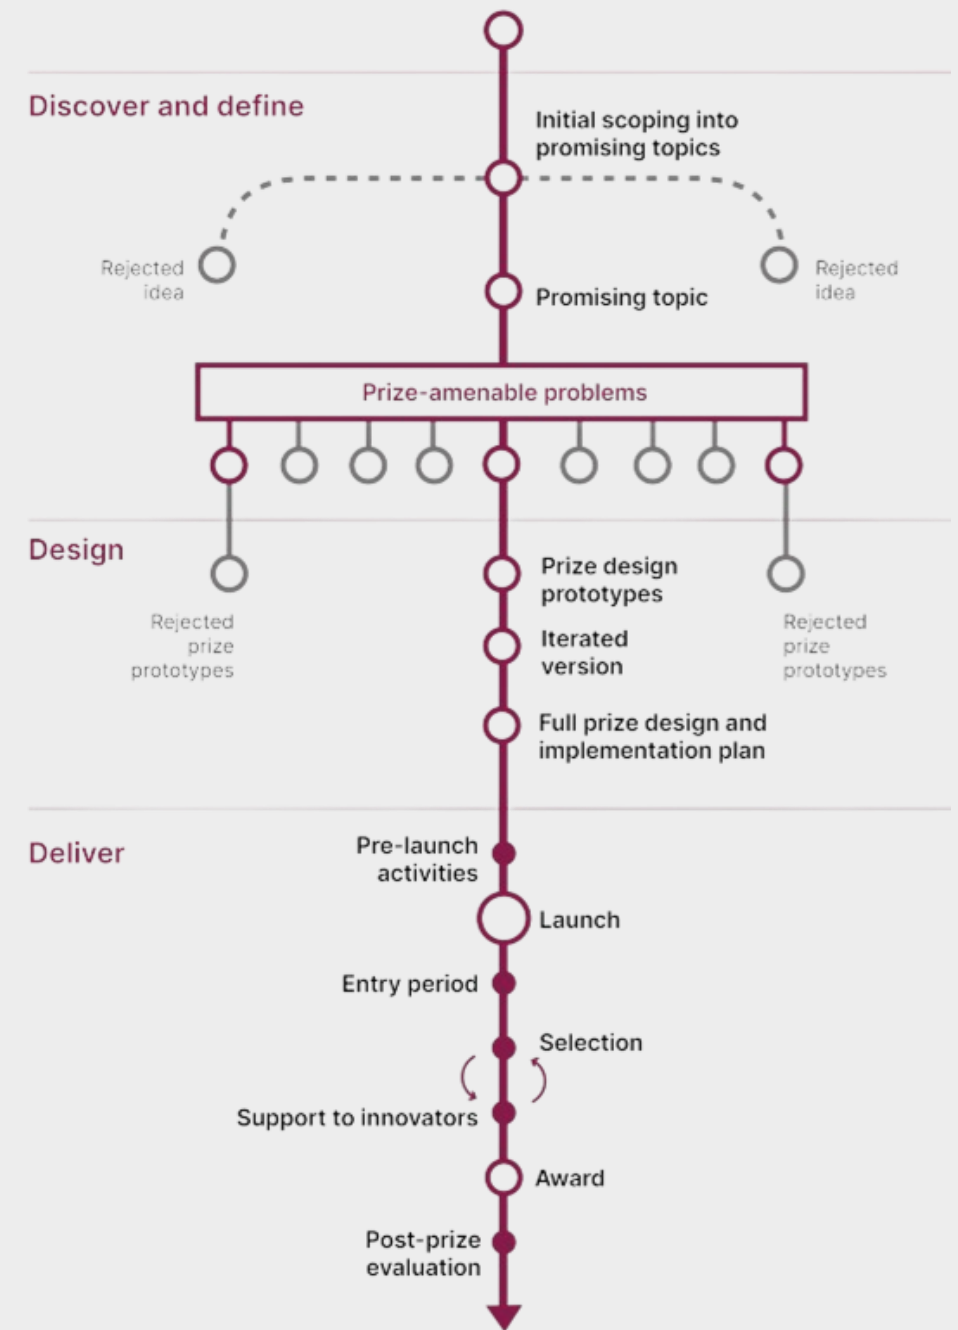 Discover and define
Initial scoping into
promising topics
Rejected
idea
Rejected
idea
Promising topic
Prize-amenable problems
Design
Prize design
prototypes
Rejected
prize
prototypes
Rejected
prize
prototypes
Iterated
version
Full prize design and
implementation plan
Deliver
Pre-launch
activities
Launch
Entry period
Selection
Support to innovators
Award
Post-prize
evaluation